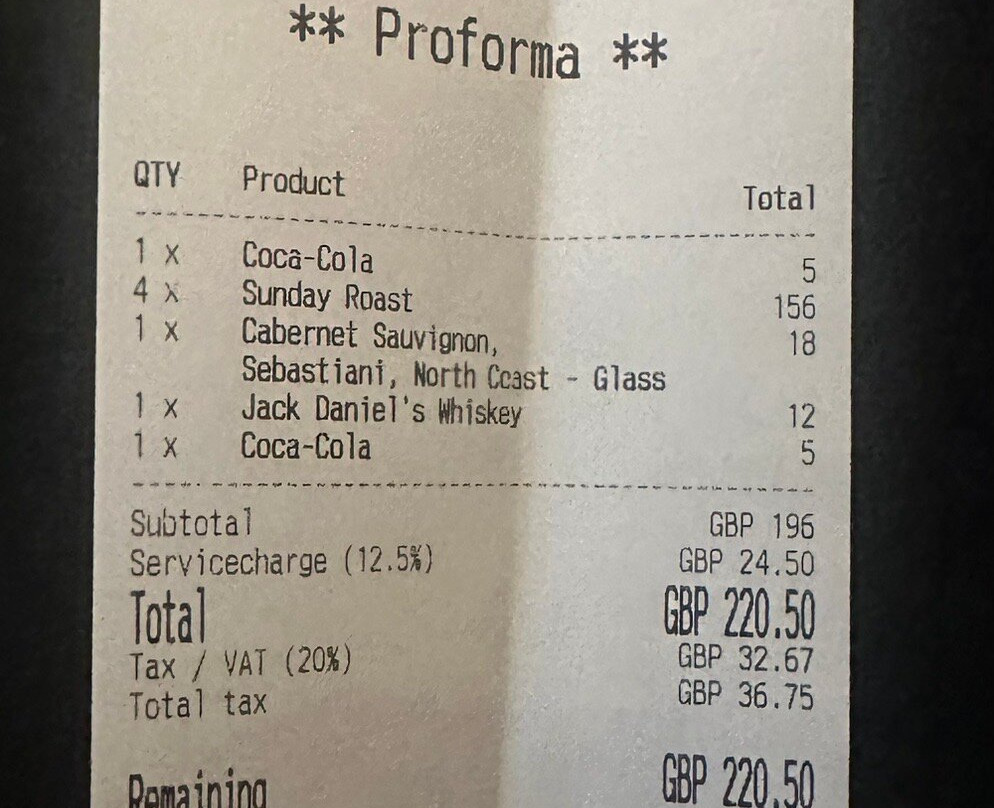 ** Proforma **
QTY Product Total
1 x Coca-Cola 5
4 x Sunday Roast 156
1 x Cabernet Sauvignon, 18
Sebastiani, North Coast - Glass
1 x Jack Daniel's Whiskey 12
1 x Coca-Cola 5
Subtotal GBP 196
Servicecharge (12.5%) GBP 24.50
Total GBP 220.50
Tax / VAT (20%) GBP 32.67
Total tax GBP 36.75
Remaining GBP 220.50